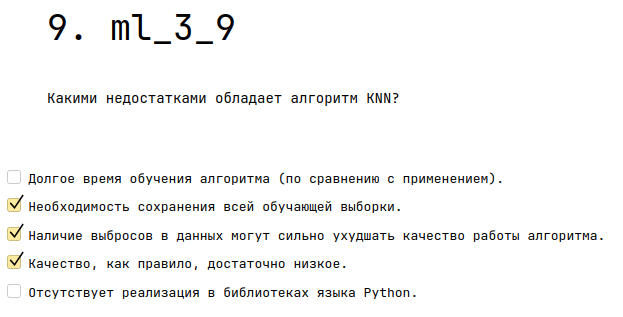 9. ml_3_9
Какими недостатками обладает алгоритм KNN?
Долгое время обучения алгоритма (по сравнению с применением).
Необходимость сохранения всей обучающей выборки.
Наличие выбросов в данных могут сильно ухудшать качество работы алгоритма.
Качество, как правило, достаточно низкое.
Отсутствует реализация в библиотеках языка Python.